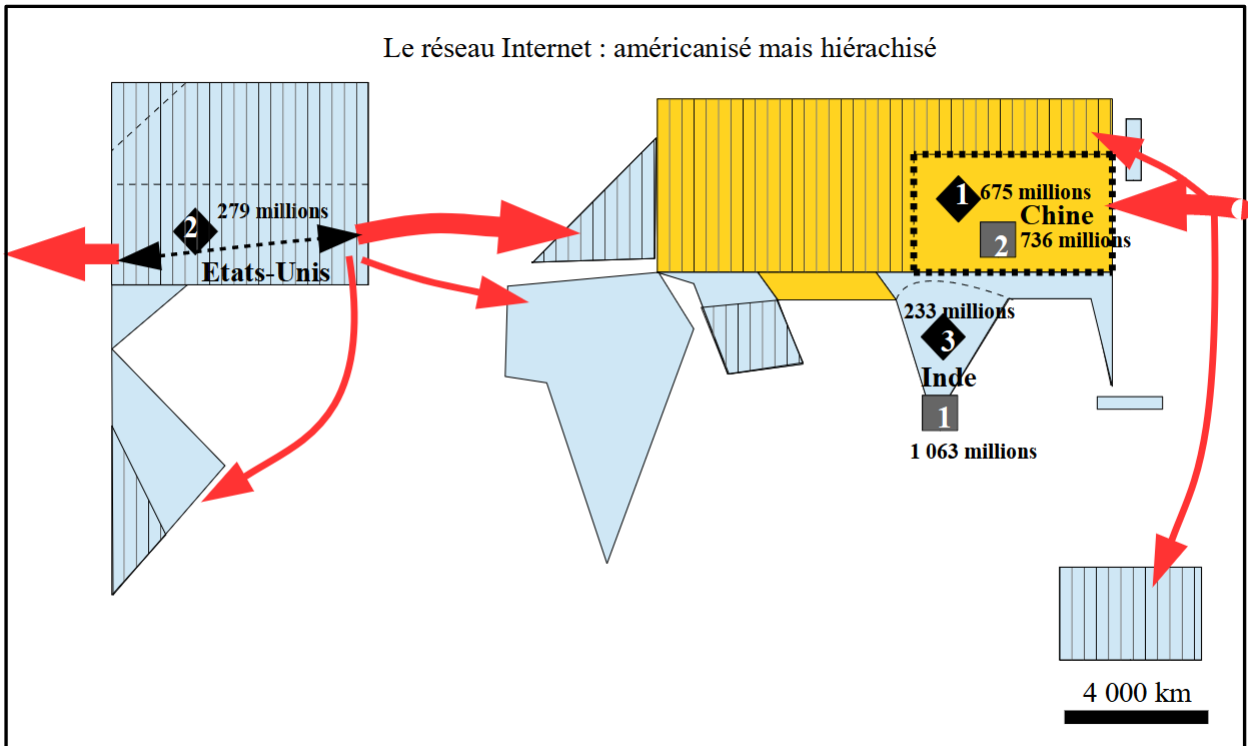 Le réseau Internet : américanisé mais hiérachisé
2
279 millions
Etats-Unis
1
675 millions
Chine
2
736 millions
233 millions
3
Inde
1
1 063 millions
4 000 km